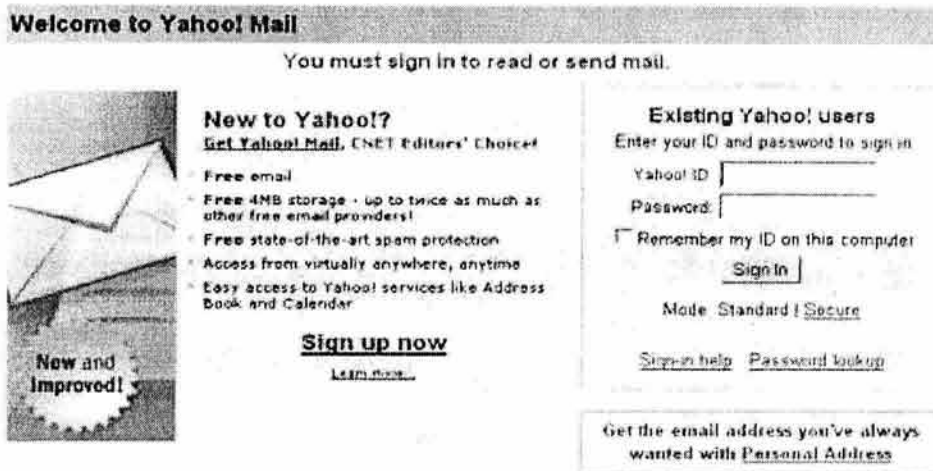 Welcome to Yahoo! Mail
You must sign in to read or send mail.
New to Yahoo!?
Get Yahoo! Mail, CNET Editors' Choice!
Free email
Free 4MB storage - up to twice as much as
other free email providers!
Free state-of-the-art spam protection
Access from virtually anywhere, anytime
Easy access to Yahoo! services like Address
Book and Calendar
Sign up now
Learn more...
New and
Improved!
Existing Yahoo! users
Enter your ID and password to sign in
Yahoo! ID:
Password:
Remember my ID on this computer
Sign In
Mode: Standard | Secure
Sign-in help Password lookup
Get the email address you've always
wanted with Personal Address